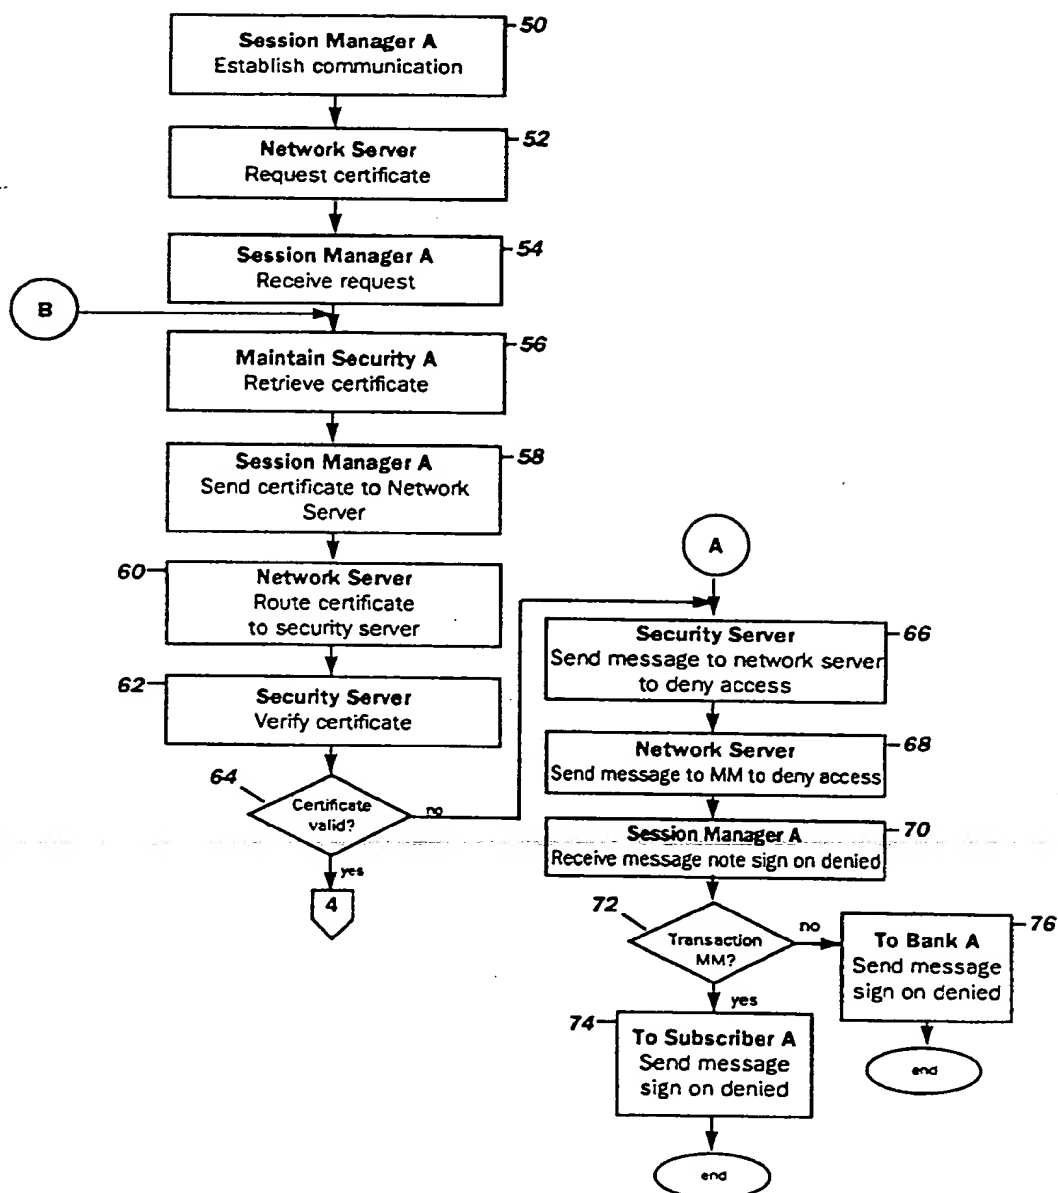 50
Session Manager A
Establish communication
52
Network Server
Request certificate
54
Session Manager A
Receive request
B
56
Maintain Security A
Retrieve certificate
58
Session Manager A
Send certificate to Network
Server
60
Network Server
Route certificate
to security server
62
Security Server
Verify certificate
64
Certificate
valid?
no
yes
4
A
66
Security Server
Send message to network server
to deny access
68
Network Server
Send message to MM to deny access
70
Session Manager A
Receive message note sign on denied
72
Transaction
MM?
no
yes
76
To Bank A
Send message
sign on denied
end
74
To Subscriber A
Send message
sign on denied
end